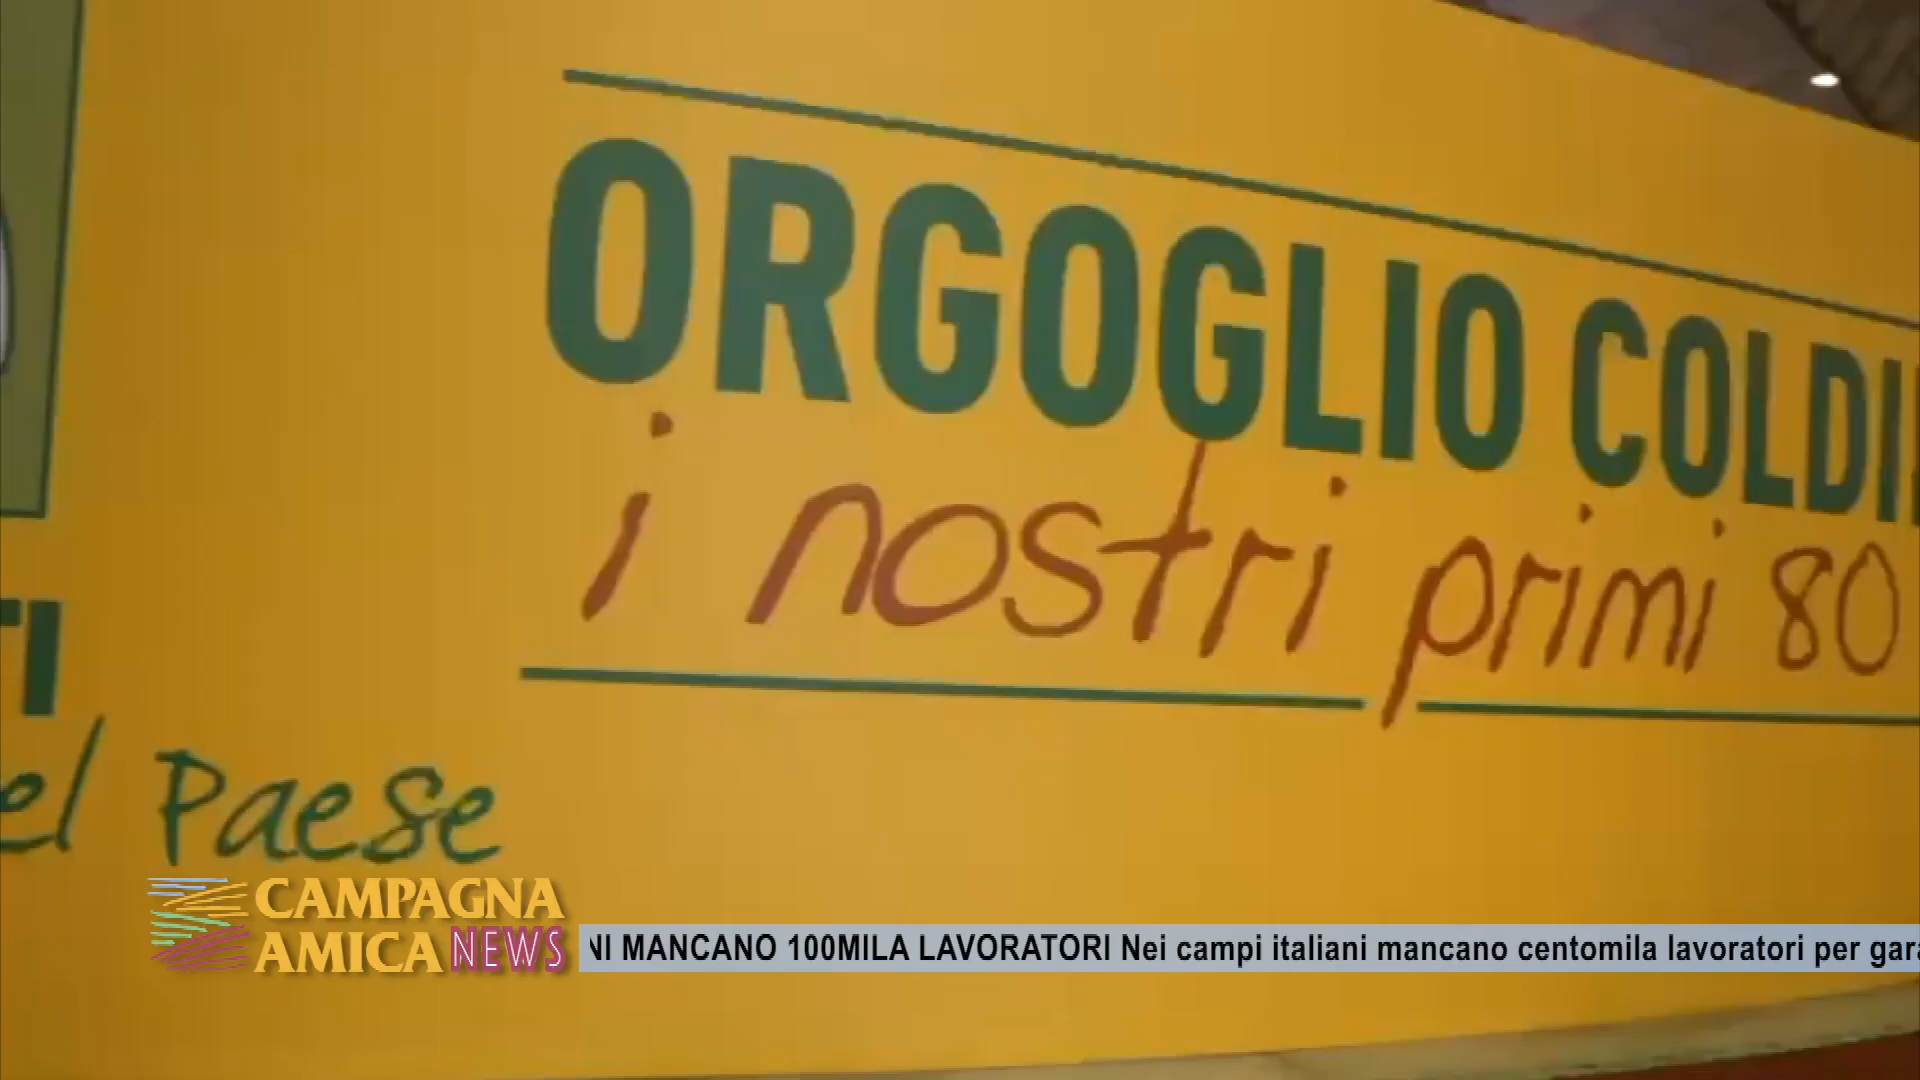 ORGOGLIO COLDI
i nostri primi 80
TI
el Paese
CAMPAGNA
AMICA NEWS
NI MANCANO 100MILA LAVORATORI Nei campi italiani mancano centomila lavoratori per gara